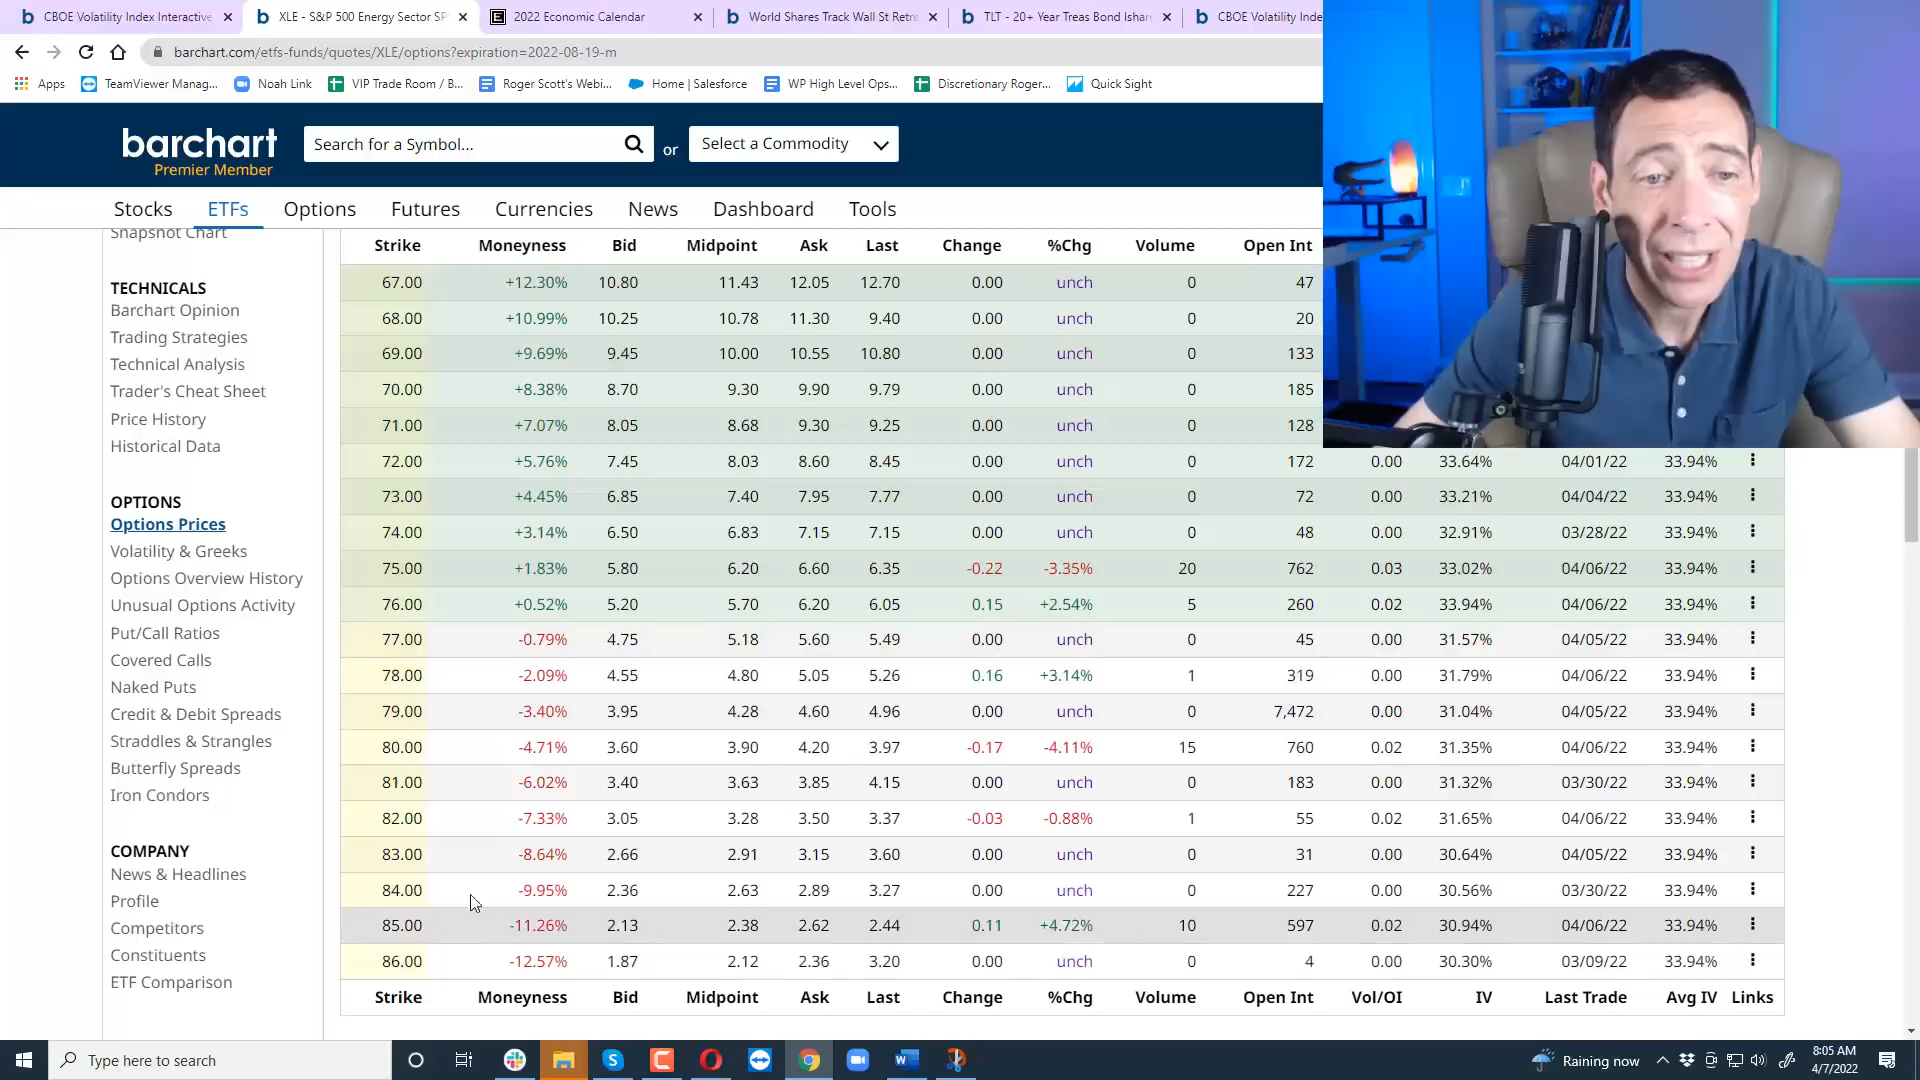 CBOE Volatility Index Interactive
XLE - S&P 500 Energy Sector SP
2022 Economic Calendar
World Shares Track Wall St Retre
TLT - 20+ Year Treas Bond Ishar
CBOE Volatility Inde
barchart.com/etfs-funds/quotes/XLE/options?expiration=2022-08-19-m
Apps TeamViewer Manag... Noah Link VIP Trade Room / B... Roger Scott's Webi... Home | Salesforce WP High Level Ops... Discretionary Roger... Quick Sight
barchart
Premier Member
Search for a Symbol...
or
Select a Commodity
Stocks ETFs Options Futures Currencies News Dashboard Tools
Snapshot Chart
TECHNICALS
Barchart Opinion
Trading Strategies
Technical Analysis
Trader's Cheat Sheet
Price History
Historical Data
OPTIONS
Options Prices
Volatility & Greeks
Options Overview History
Unusual Options Activity
Put/Call Ratios
Covered Calls
Naked Puts
Credit & Debit Spreads
Straddles & Strangles
Butterfly Spreads
Iron Condors
COMPANY
News & Headlines
Profile
Competitors
Constituents
ETF Comparison
Strike Moneyness Bid Midpoint Ask Last Change %Chg Volume Open Int
67.00 +12.30% 10.80 11.43 12.05 12.70 0.00 unch 0 47
68.00 +10.99% 10.25 10.78 11.30 9.40 0.00 unch 0 20
69.00 +9.69% 9.45 10.00 10.55 10.80 0.00 unch 0 133
70.00 +8.38% 8.70 9.30 9.90 9.79 0.00 unch 0 185
71.00 +7.07% 8.05 8.68 9.30 9.25 0.00 unch 0 128
72.00 +5.76% 7.45 8.03 8.60 8.45 0.00 unch 0 172 0.00 33.64% 04/01/22 33.94%
73.00 +4.45% 6.85 7.40 7.95 7.77 0.00 unch 0 72 0.00 33.21% 04/04/22 33.94%
74.00 +3.14% 6.50 6.83 7.15 7.15 0.00 unch 0 48 0.00 32.91% 03/28/22 33.94%
75.00 +1.83% 5.80 6.20 6.60 6.35 -0.22 -3.35% 20 762 0.03 33.02% 04/06/22 33.94%
76.00 +0.52% 5.20 5.70 6.20 6.05 0.15 +2.54% 5 260 0.02 33.94% 04/06/22 33.94%
77.00 -0.79% 4.75 5.18 5.60 5.49 0.00 unch 0 45 0.00 31.57% 04/05/22 33.94%
78.00 -2.09% 4.55 4.80 5.05 5.26 0.16 +3.14% 1 319 0.00 31.79% 04/06/22 33.94%
79.00 -3.40% 3.95 4.28 4.60 4.96 0.00 unch 0 7,472 0.00 31.04% 04/05/22 33.94%
80.00 -4.71% 3.60 3.90 4.20 3.97 -0.17 -4.11% 15 760 0.02 31.35% 04/06/22 33.94%
81.00 -6.02% 3.40 3.63 3.85 4.15 0.00 unch 0 183 0.00 31.32% 03/30/22 33.94%
82.00 -7.33% 3.05 3.28 3.50 3.37 -0.03 -0.88% 1 55 0.02 31.65% 04/06/22 33.94%
83.00 -8.64% 2.66 2.91 3.15 3.60 0.00 unch 0 31 0.00 30.64% 04/05/22 33.94%
84.00 -9.95% 2.36 2.63 2.89 3.27 0.00 unch 0 227 0.00 30.56% 03/30/22 33.94%
85.00 -11.26% 2.13 2.38 2.62 2.44 0.11 +4.72% 10 597 0.02 30.94% 04/06/22 33.94%
86.00 -12.57% 1.87 2.12 2.36 3.20 0.00 unch 0 4 0.00 30.30% 03/09/22 33.94%
Strike Moneyness Bid Midpoint Ask Last Change %Chg Volume Open Int Vol/OI IV Last Trade Avg IV Links
Type here to search
Raining now
8:05 AM
4/7/2022